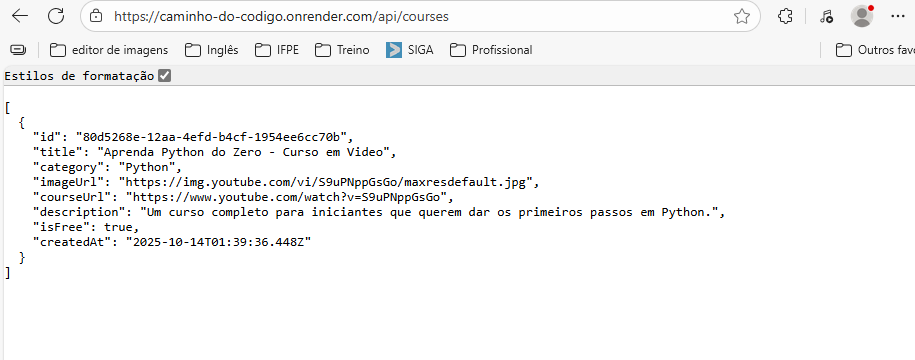 https://caminho-do-codigo.onrender.com/api/courses
editor de imagens Inglês IFPE Treino SIGA Profissional Outros favo
Estilos de formatação
[
  {
    "id": "80d5268e-12aa-4efd-b4cf-1954ee6cc70b",
    "title": "Aprenda Python do Zero - Curso em Video",
    "category": "Python",
    "imageUrl": "https://img.youtube.com/vi/S9uPNppGsGo/maxresdefault.jpg",
    "courseUrl": "https://www.youtube.com/watch?v=S9uPNppGsGo",
    "description": "Um curso completo para iniciantes que querem dar os primeiros passos em Python.",
    "isFree": true,
    "createdAt": "2025-10-14T01:39:36.448Z"
  }
]